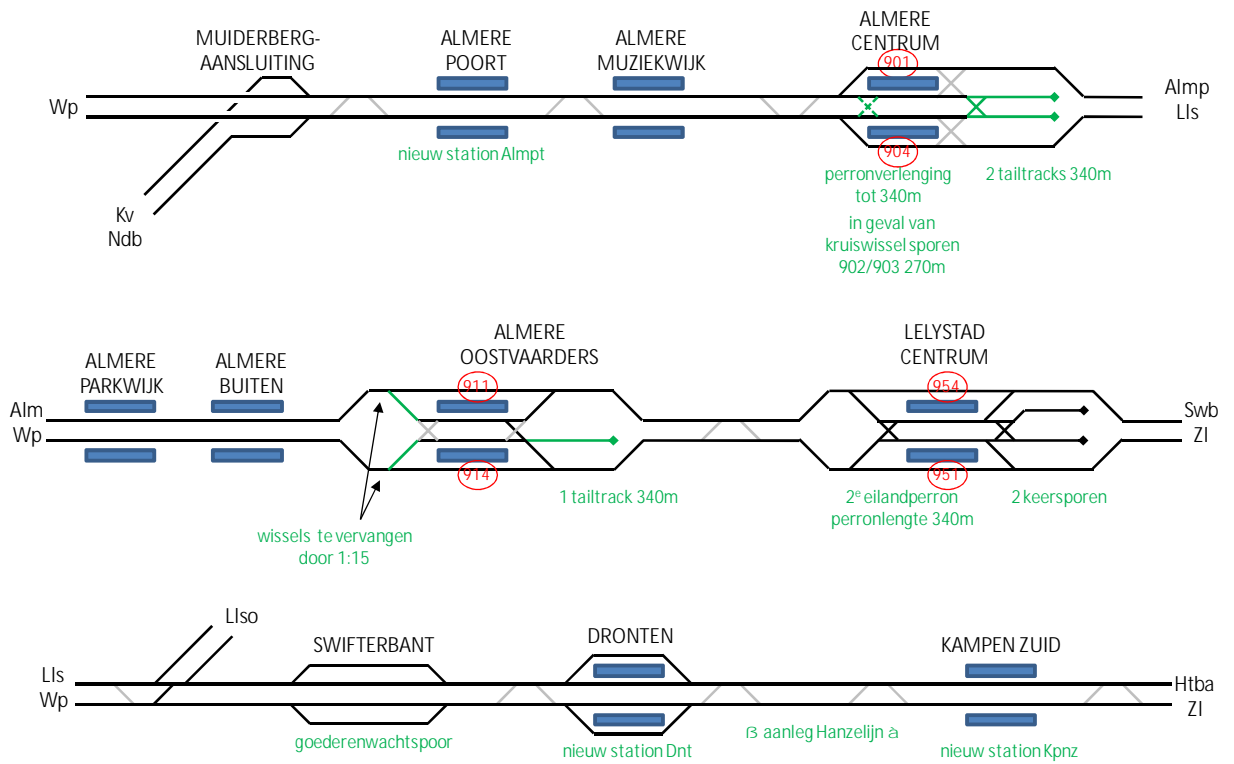 MUIDERBERG-
AANSLUITING
ALMERE
POORT
ALMERE
MUZIEKWIJK
ALMERE
CENTRUM
901
Wp
Almp
Lls
904
nieuw station Almpt
perronverlenging
tot 340m
in geval van
kruiswissel sporen
902/903 270m
2 tailtracks 340m
Kv
Ndb
ALMERE
PARKWIJK
ALMERE
BUITEN
ALMERE
OOSTVAARDERS
LELYSTAD
CENTRUM
911
954
Alm
Wp
Swb
Zl
914
951
1 tailtrack 340m
2e eilandperron
perronlengte 340m
2 keersporen
wissels te vervangen
door 1:15
Llso
SWIFTERBANT
DRONTEN
KAMPEN ZUID
Lls
Wp
Htba
Zl
goederenwachtspoor
nieuw station Dnt
ß aanleg Hanzelijn à
nieuw station Kpnz